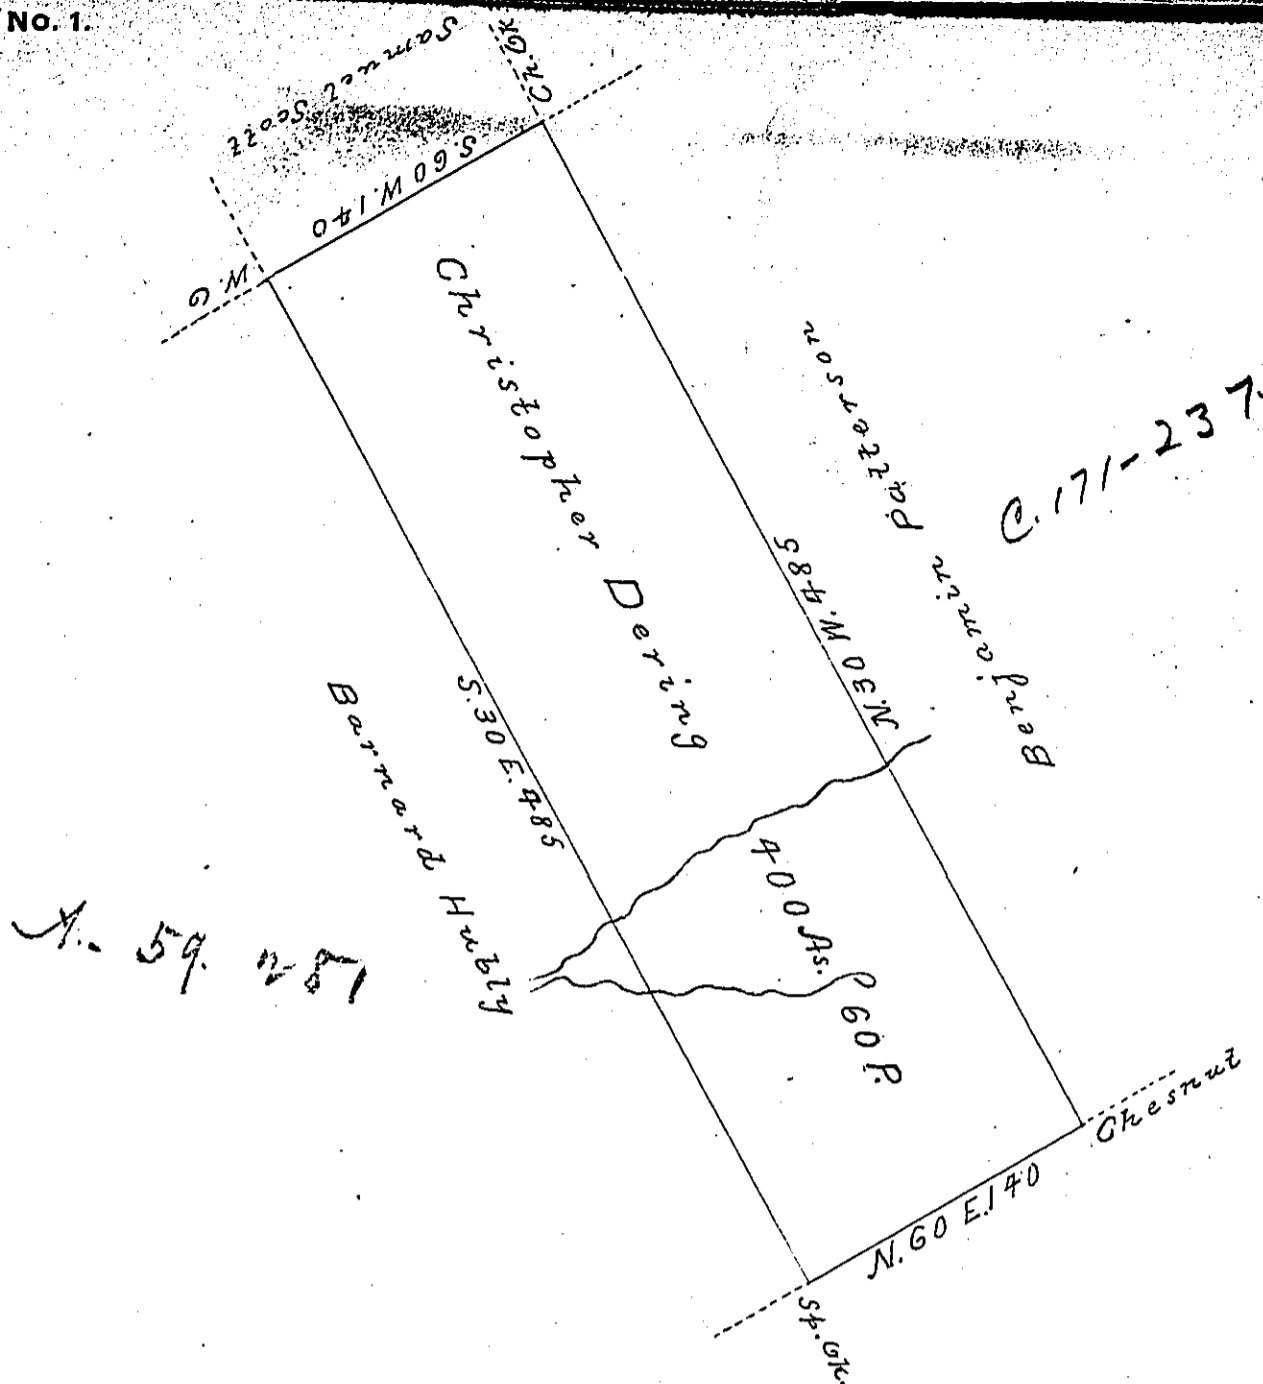 No. 1.
Samuel Scott
Ch. Ok
S. 60 W. 140
W. O
Christopher Dering
Benjamin Patterson
C. 171-237.
N. 30 W. 485
S. 30 E. 485
Barnard Hubly
400 As. 60 P.
59.
Chesnut
N. 60 E. 140
Sp. Ok.